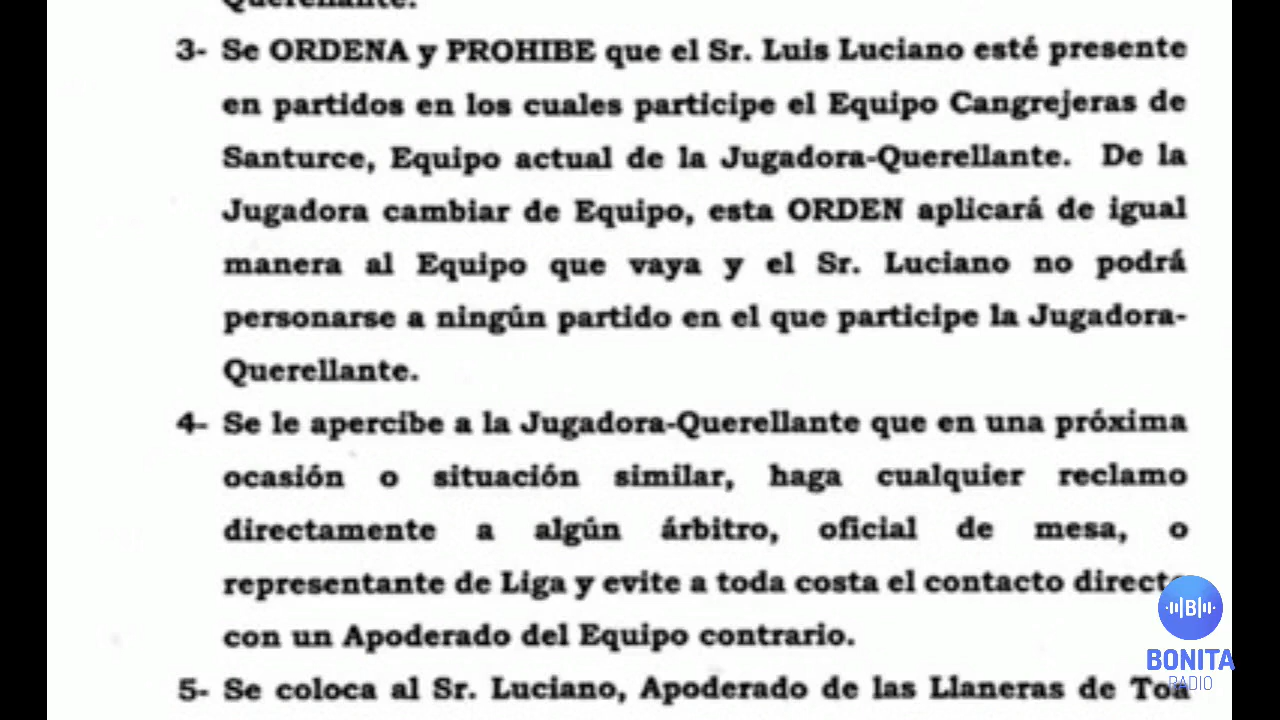 Querellante.
3- Se ORDENA y PROHIBE que el Sr. Luis Luciano esté presente
en partidos en los cuales participe el Equipo Cangrejeras de
Santurce, Equipo actual de la Jugadora-Querellante. De la
Jugadora cambiar de Equipo, esta ORDEN aplicará de igual
manera al Equipo que vaya y el Sr. Luciano no podrá
personarse a ningún partido en el que participe la Jugadora-
Querellante.
4- Se le apercibe a la Jugadora-Querellante que en una próxima
ocasión o situación similar, haga cualquier reclamo
directamente a algún árbitro, oficial de mesa, o
representante de Liga y evite a toda costa el contacto directo
con un Apoderado del Equipo contrario.
5- Se coloca al Sr. Luciano, Apoderado de las Llaneras de Toa
B
BONITA
RADIO